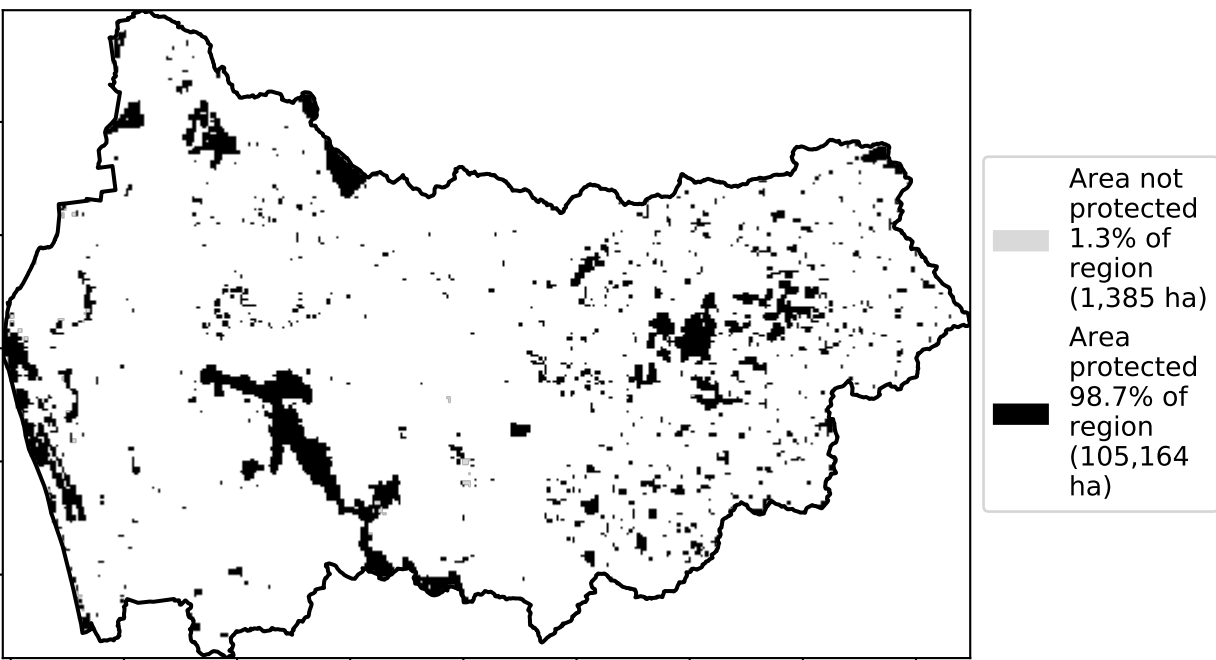 Area not
protected
1.3% of
region
(1,385 ha)
Area
protected
98.7% of
region
(105,164
ha)